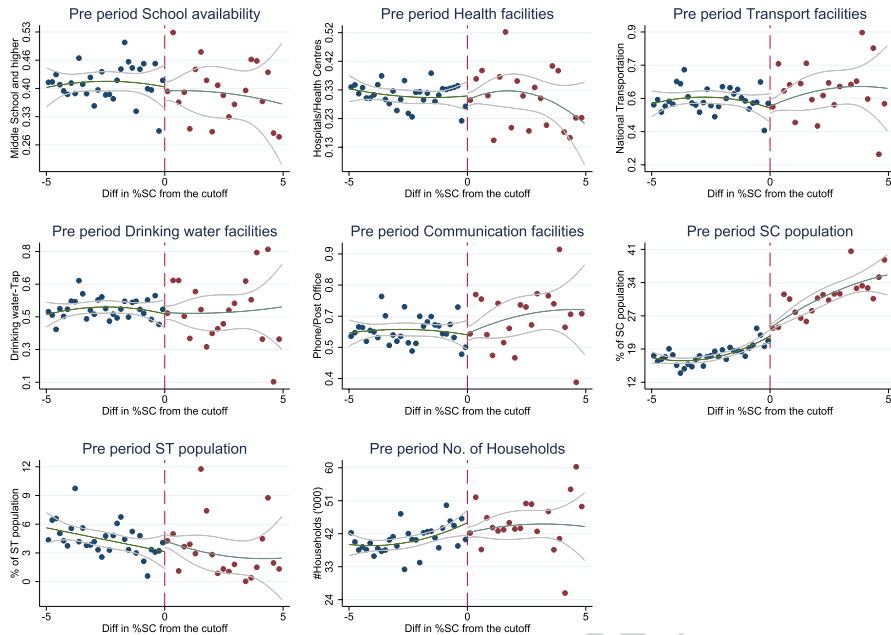 Pre period School availability
Middle School and higher
0.53
0.46
0.40
0.33
0.26
-5
0
5
Diff in %SC from the cutoff
Pre period Health facilities
Hospitals/Health Centres
0.52
0.42
0.33
0.23
0.13
-5
0
5
Diff in %SC from the cutoff
Pre period Transport facilities
National Transportation
0.9
0.7
0.6
0.4
0.2
-5
0
5
Diff in %SC from the cutoff
Pre period Drinking water facilities
Drinking water-Tap
0.8
0.6
0.5
0.3
0.1
-5
0
5
Diff in %SC from the cutoff
Pre period Communication facilities
Phone/Post Office
0.9
0.7
0.6
0.5
0.4
-5
0
5
Diff in %SC from the cutoff
Pre period SC population
% of SC population
41
34
27
19
12
-5
0
5
Diff in %SC from the cutoff
Pre period ST population
% of ST population
12
9
6
3
0
-5
0
5
Diff in %SC from the cutoff
Pre period No. of Households
#Households ('000)
60
51
42
33
24
-5
0
5
Diff in %SC from the cutoff